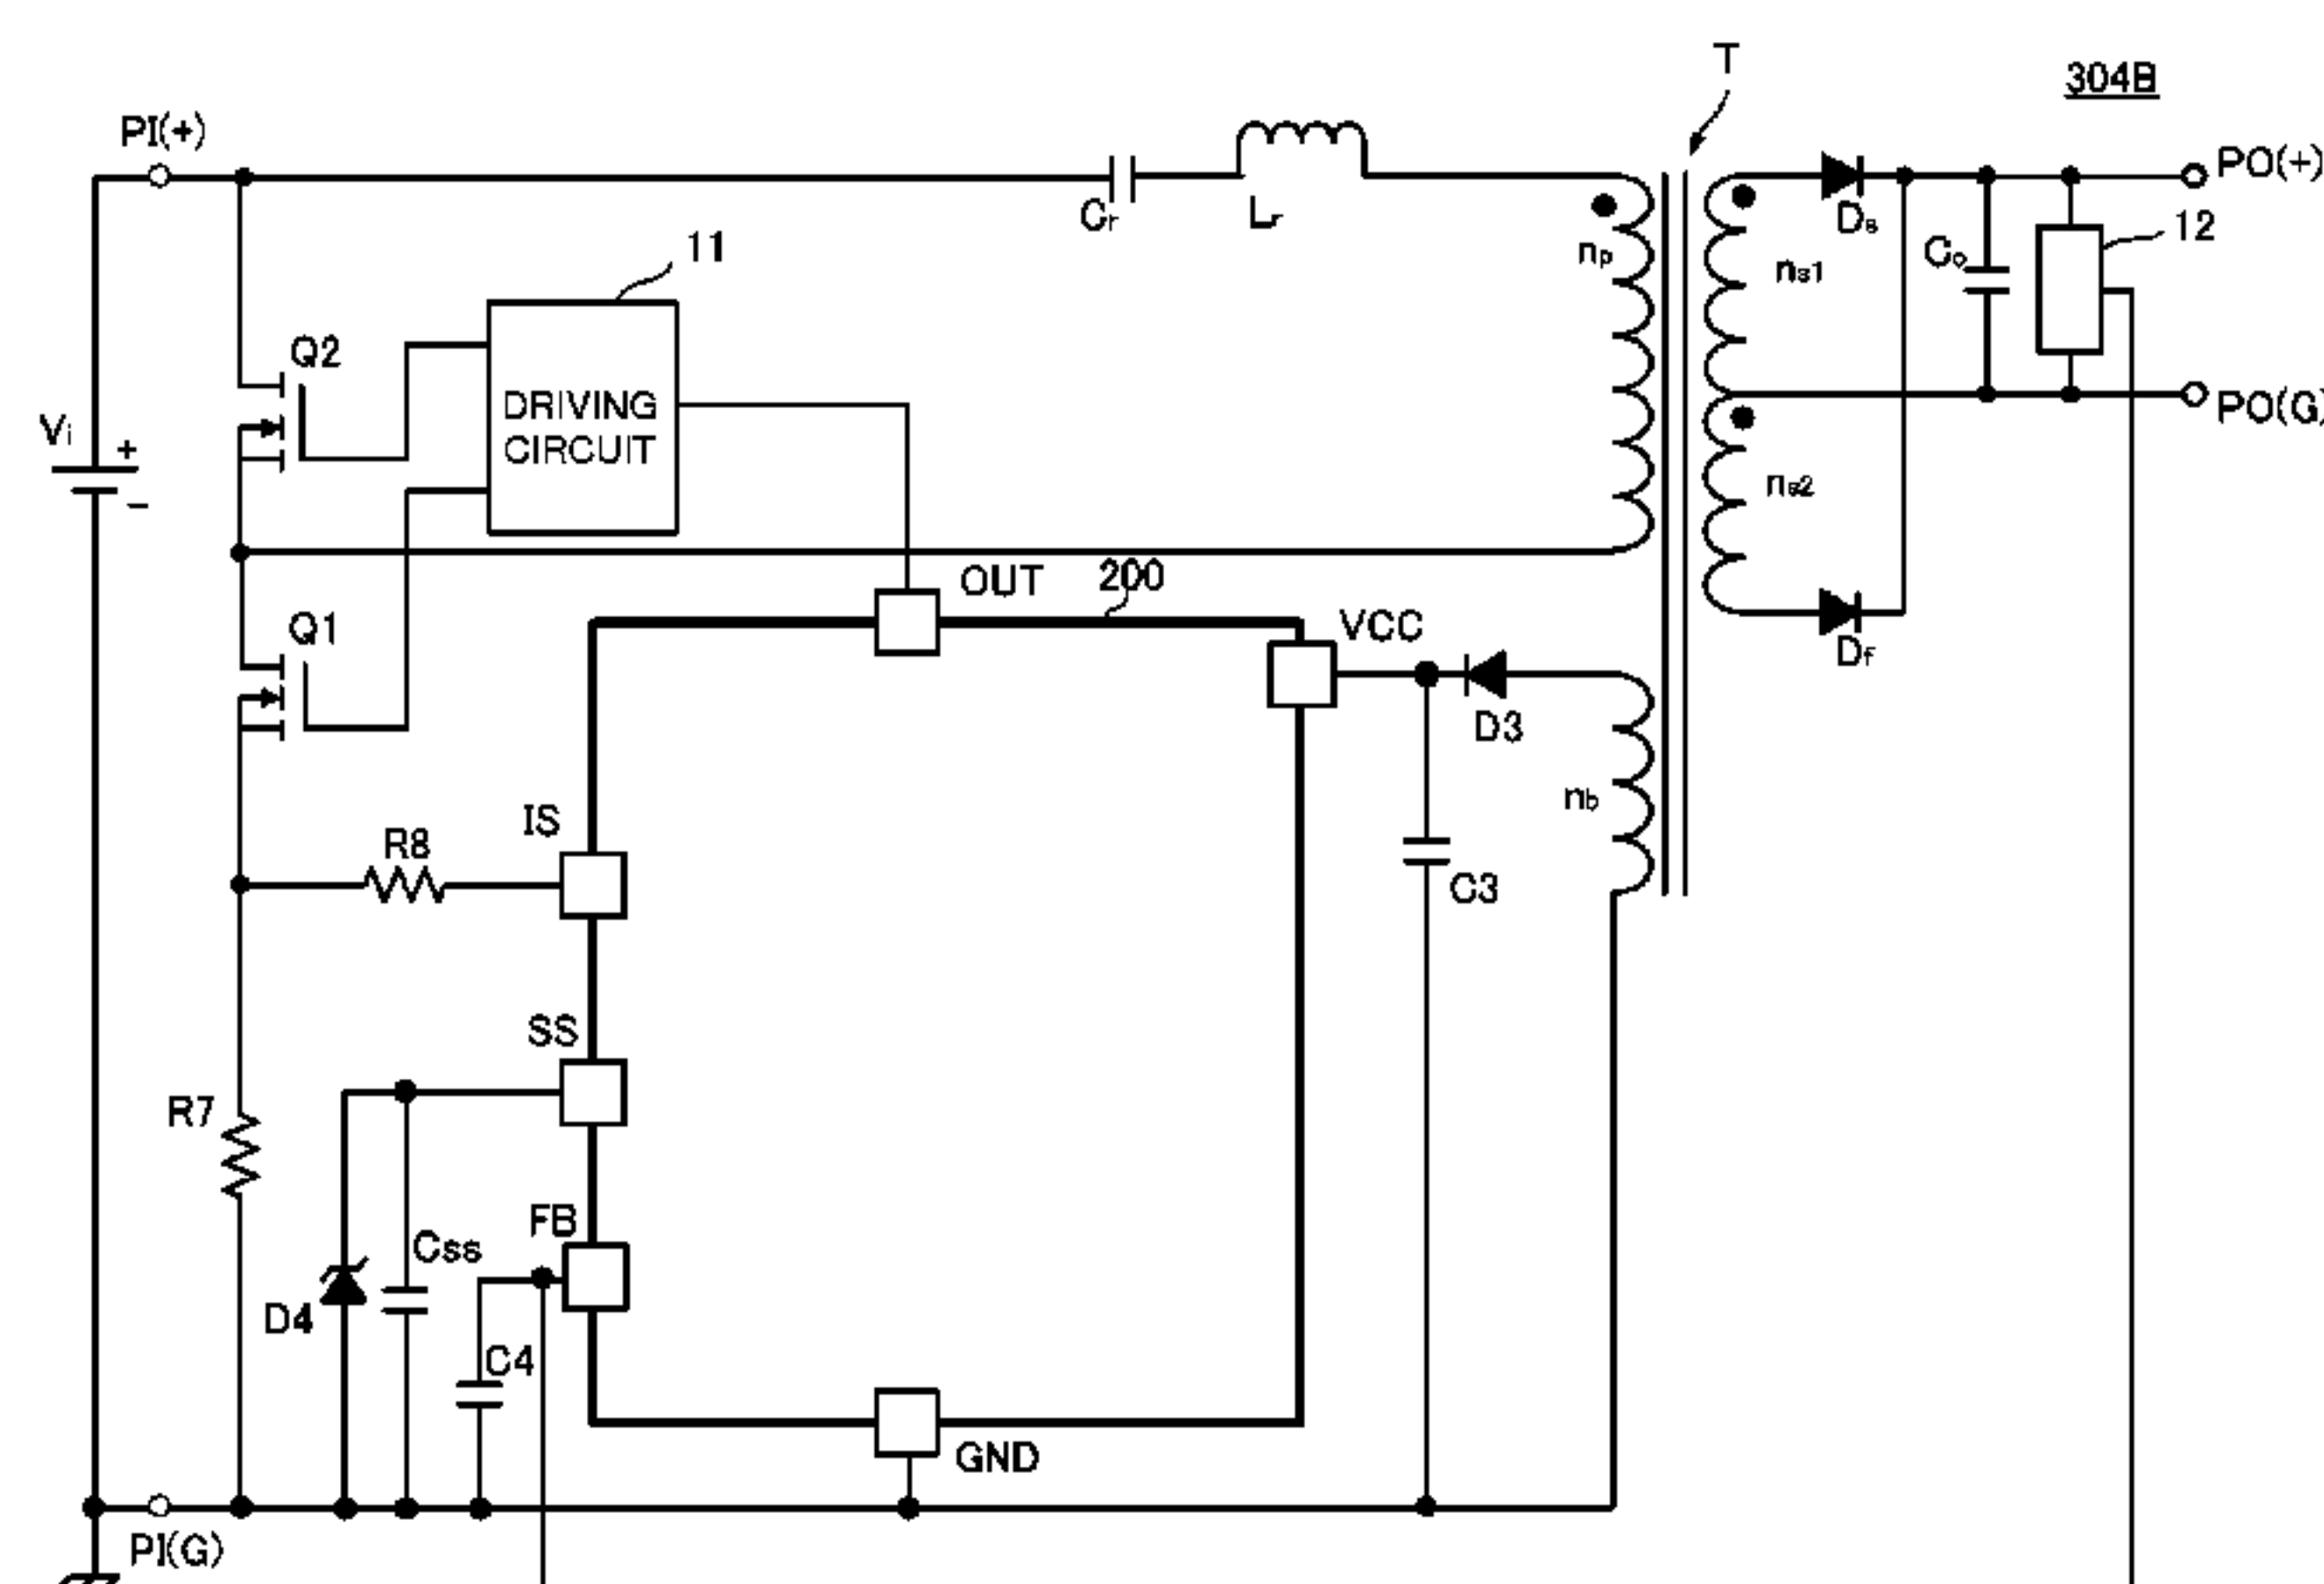 T
304B
PI(+)
PO(+)
Cr
Lr
Ds
12
11
np
ns1
Co
Q2
DRIVING
CIRCUIT
Vi
+
−
PO(G)
ns2
OUT
200
Q1
VCC
Df
D3
nb
IS
R8
C3
SS
R7
FB
Css
D4
C4
GND
PI(G)